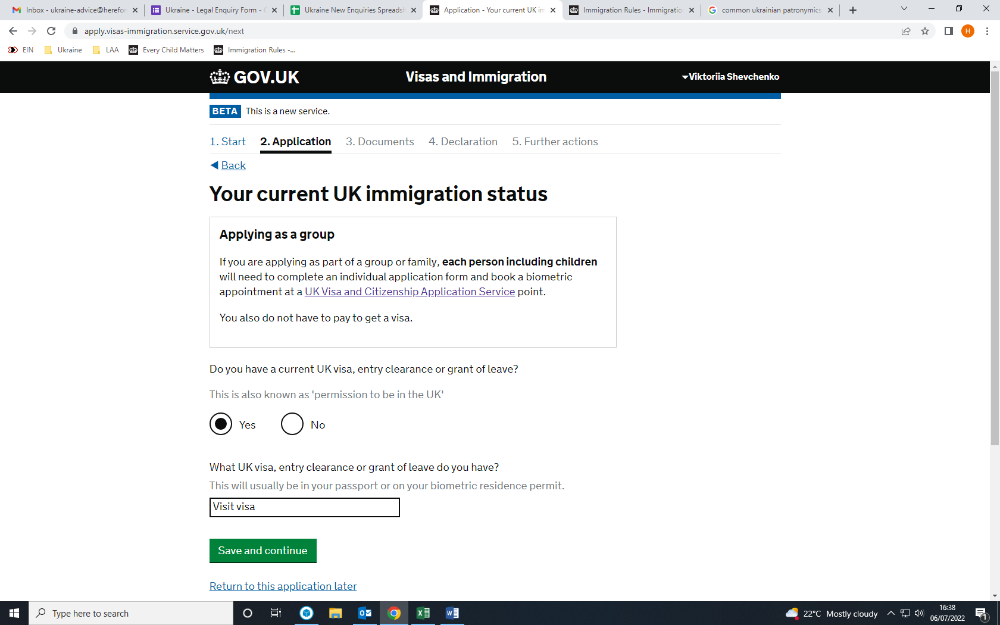 Inbox - ukraine-advice@herefor
Ukraine - Legal Enquiry Form -
Ukraine New Enquiries Spreadsh
Application - Your current UK im
Immigration Rules - Immigration
common ukrainian patronymics
apply.visas-immigration.service.gov.uk/next
H
EIN
Ukraine
LAA
Every Child Matters
Immigration Rules -...
GOV.UK
Visas and Immigration
Viktoriia Shevchenko
BETA This is a new service.
1. Start 2. Application 3. Documents 4. Declaration 5. Further actions
Back
Your current UK immigration status
Applying as a group
If you are applying as part of a group or family, each person including children
will need to complete an individual application form and book a biometric
appointment at a UK Visa and Citizenship Application Service point.
You also do not have to pay to get a visa.
Do you have a current UK visa, entry clearance or grant of leave?
This is also known as 'permission to be in the UK'
Yes No
What UK visa, entry clearance or grant of leave do you have?
This will usually be in your passport or on your biometric residence permit.
Visit visa
Save and continue
Return to this application later
Type here to search
22°C Mostly cloudy
16:38
06/07/2022
1